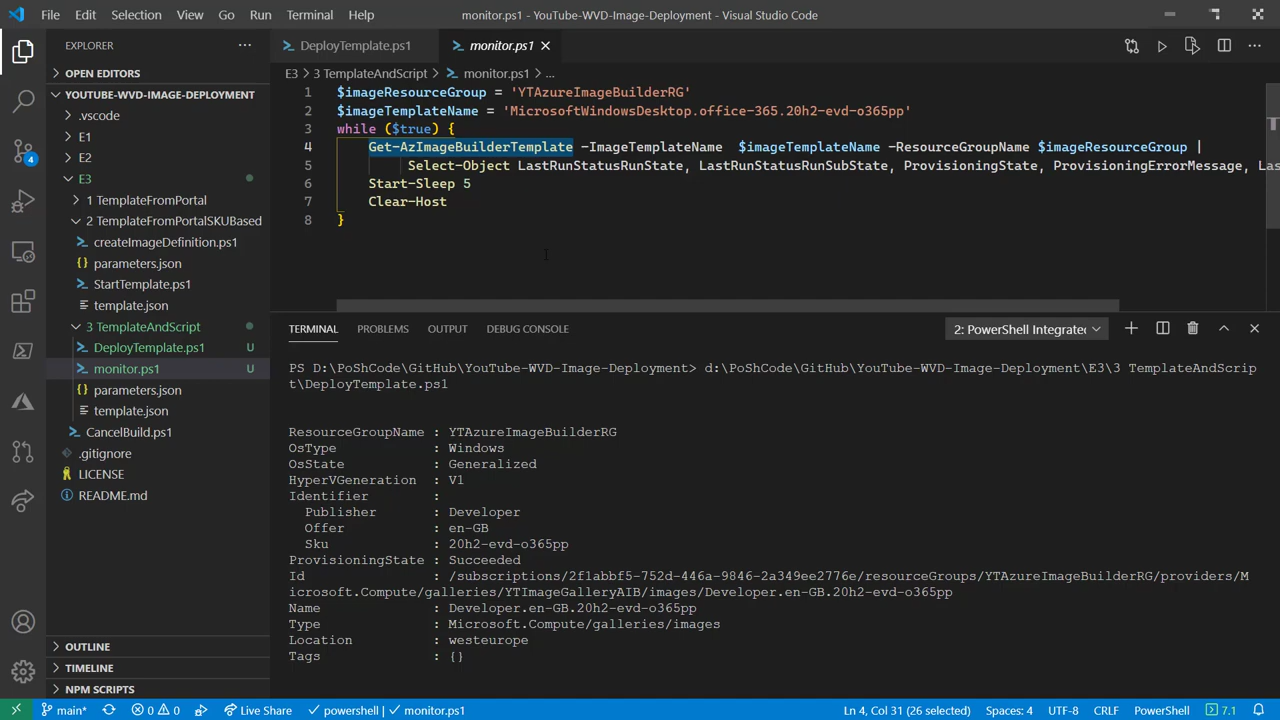 File Edit Selection View Go Run Terminal Help
monitor.ps1 - YouTube-WVD-Image-Deployment - Visual Studio Code
EXPLORER
OPEN EDITORS
YOUTUBE-WVD-IMAGE-DEPLOYMENT
.vscode
E1
E2
E3
1 TemplateFromPortal
2 TemplateFromPortalSKUBased
createImageDefinition.ps1
{} parameters.json
StartTemplate.ps1
template.json
3 TemplateAndScript
DeployTemplate.ps1 U
monitor.ps1 U
{} parameters.json
template.json
CancelBuild.ps1
.gitignore
LICENSE
README.md
OUTLINE
TIMELINE
NPM SCRIPTS
4
DeployTemplate.ps1
monitor.ps1
E3 > 3 TemplateAndScript > monitor.ps1 > ...
1 $imageResourceGroup = 'YTAzureImageBuilderRG'
2 $imageTemplateName = 'MicrosoftWindowsDesktop.office-365.20h2-evd-o365pp'
3 while ($true) {
4 Get-AzImageBuilderTemplate -ImageTemplateName $imageTemplateName -ResourceGroupName $imageResourceGroup |
5 Select-Object LastRunStatusRunState, LastRunStatusRunSubState, ProvisioningState, ProvisioningErrorMessage, Las
6 Start-Sleep 5
7 Clear-Host
8 }
TERMINAL PROBLEMS OUTPUT DEBUG CONSOLE
2: PowerShell Integrate
PS D:\PoShCode\GitHub\YouTube-WVD-Image-Deployment> d:\PoShCode\GitHub\YouTube-WVD-Image-Deployment\E3\3 TemplateAndScrip
t\DeployTemplate.ps1
ResourceGroupName : YTAzureImageBuilderRG
OsType : Windows
OsState : Generalized
HyperVGeneration : V1
Identifier :
Publisher : Developer
Offer : en-GB
Sku : 20h2-evd-o365pp
ProvisioningState : Succeeded
Id : /subscriptions/2f1abbf5-752d-446a-9846-2a349ee2776e/resourceGroups/YTAzureImageBuilderRG/providers/M
icrosoft.Compute/galleries/YTImageGalleryAIB/images/Developer.en-GB.20h2-evd-o365pp
Name : Developer.en-GB.20h2-evd-o365pp
Type : Microsoft.Compute/galleries/images
Location : westeurope
Tags : {}
main* 0 0 Live Share powershell | monitor.ps1
Ln 4, Col 31 (26 selected) Spaces: 4 UTF-8 CRLF PowerShell 7.1